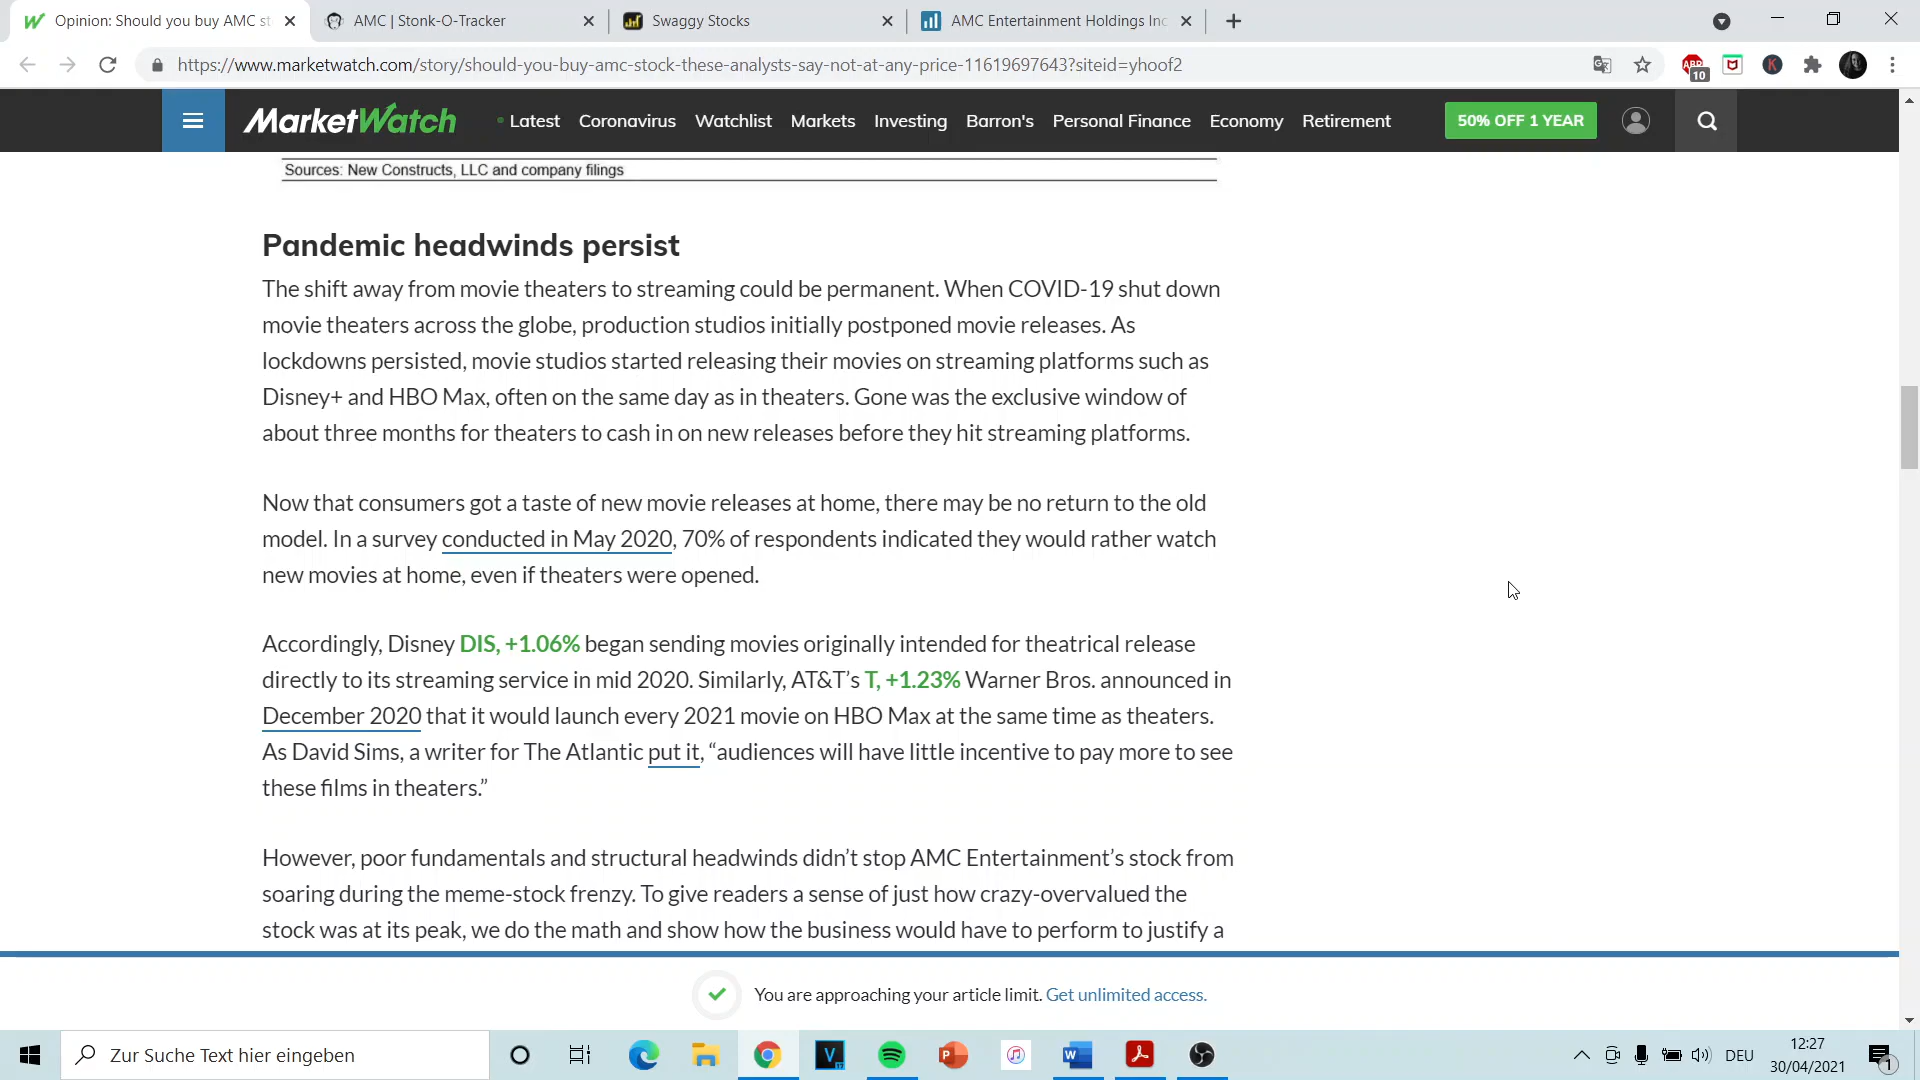 Opinion: Should you buy AMC st
AMC | Stonk-O-Tracker
Swaggy Stocks
AMC Entertainment Holdings Inc
https://www.marketwatch.com/story/should-you-buy-amc-stock-these-analysts-say-not-at-any-price-11619697643?siteid=yhoof2
ABP
10
K
MarketWatch
Latest
Coronavirus
Watchlist
Markets
Investing
Barron's
Personal Finance
Economy
Retirement
50% OFF 1 YEAR
Sources: New Constructs, LLC and company filings
Pandemic headwinds persist
The shift away from movie theaters to streaming could be permanent. When COVID-19 shut down
movie theaters across the globe, production studios initially postponed movie releases. As
lockdowns persisted, movie studios started releasing their movies on streaming platforms such as
Disney+ and HBO Max, often on the same day as in theaters. Gone was the exclusive window of
about three months for theaters to cash in on new releases before they hit streaming platforms.
Now that consumers got a taste of new movie releases at home, there may be no return to the old
model. In a survey conducted in May 2020, 70% of respondents indicated they would rather watch
new movies at home, even if theaters were opened.
Accordingly, Disney DIS, +1.06% began sending movies originally intended for theatrical release
directly to its streaming service in mid 2020. Similarly, AT&T’s T, +1.23% Warner Bros. announced in
December 2020 that it would launch every 2021 movie on HBO Max at the same time as theaters.
As David Sims, a writer for The Atlantic put it, “audiences will have little incentive to pay more to see
these films in theaters.”
However, poor fundamentals and structural headwinds didn’t stop AMC Entertainment’s stock from
soaring during the meme-stock frenzy. To give readers a sense of just how crazy-overvalued the
stock was at its peak, we do the math and show how the business would have to perform to justify a
You are approaching your article limit. Get unlimited access.
Zur Suche Text hier eingeben
DEU
12:27
30/04/2021
1